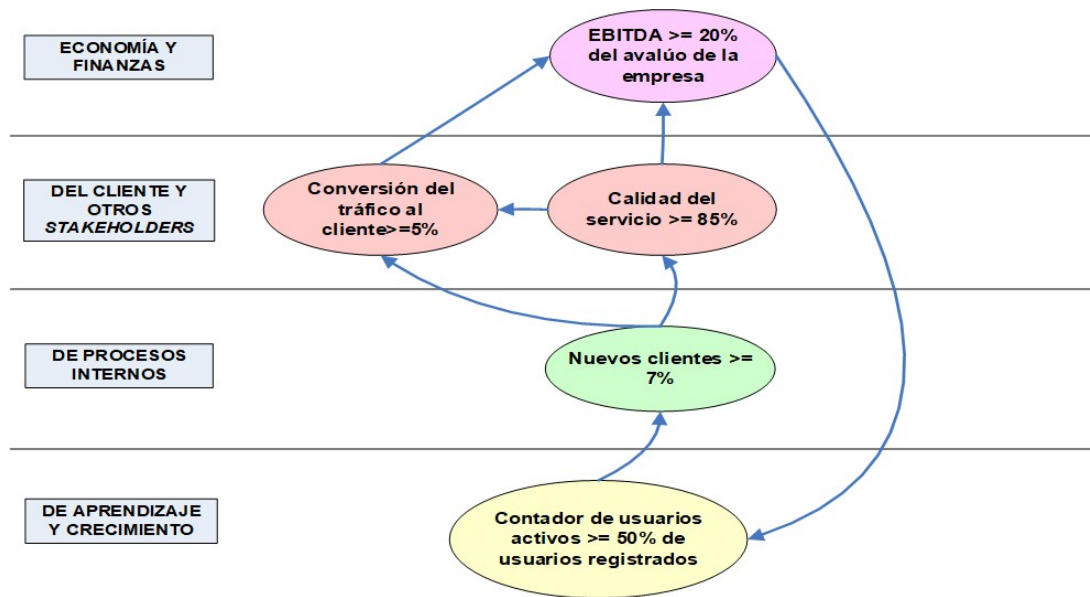 ECONOMÍA Y
FINANZAS
EBITDA >= 20%
del avalúo de la
empresa
DEL CLIENTE Y
OTROS
STAKEHOLDERS
Conversión del
tráfico al
cliente>=5%
Calidad del
servicio >= 85%
DE PROCESOS
INTERNOS
Nuevos clientes >=
7%
DE APRENDIZAJE
Y CRECIMIENTO
Contador de usuarios
activos >= 50% de
usuarios registrados